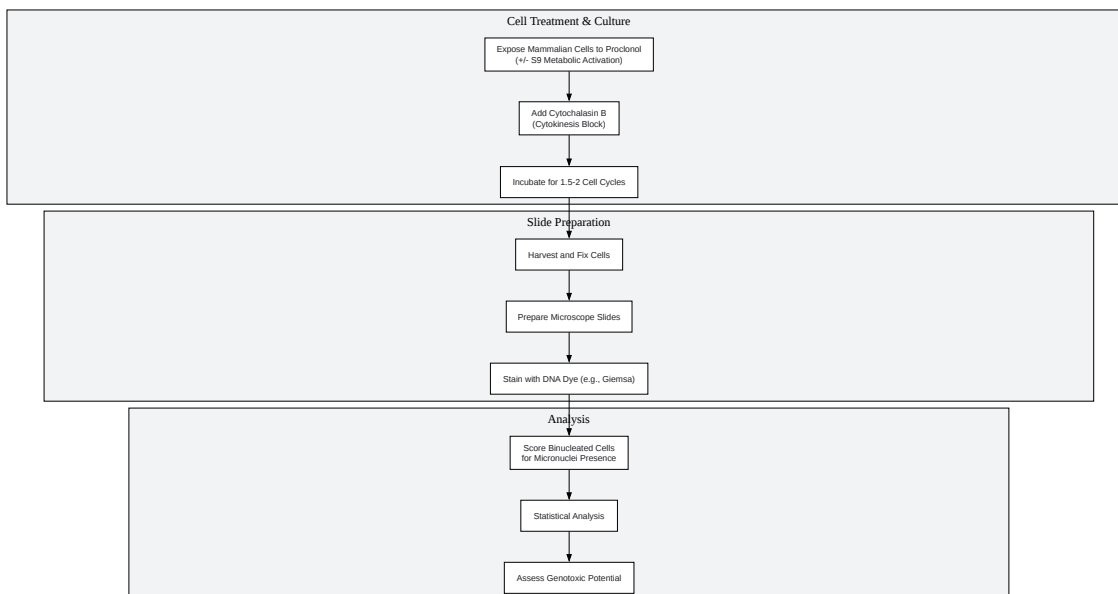 Cell Treatment & Culture
Expose Mammalian Cells to Proclonol
(+/- S9 Metabolic Activation)
Add Cytochalasin B
(Cytokinesis Block)
Incubate for 1.5-2 Cell Cycles
Slide Preparation
Harvest and Fix Cells
Prepare Microscope Slides
Stain with DNA Dye (e.g., Giemsa)
Analysis
Score Binucleated Cells
for Micronuclei Presence
Statistical Analysis
Assess Genotoxic Potential